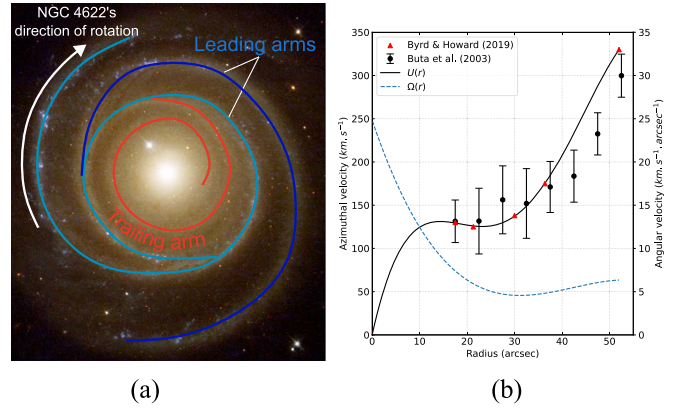 NGC 4622's
direction of rotation
Leading arms
Trailing arm
(a)
350
300
250
200
150
100
50
0
Azimuthal velocity (km.s⁻¹)
Byrd & Howard (2019)
Buta et al. (2003)
U(r)
Ω(r)
35
30
25
20
15
10
5
0
Angular velocity (km.s⁻¹.arcsec⁻¹)
0 10 20 30 40 50
Radius (arcsec)
(b)